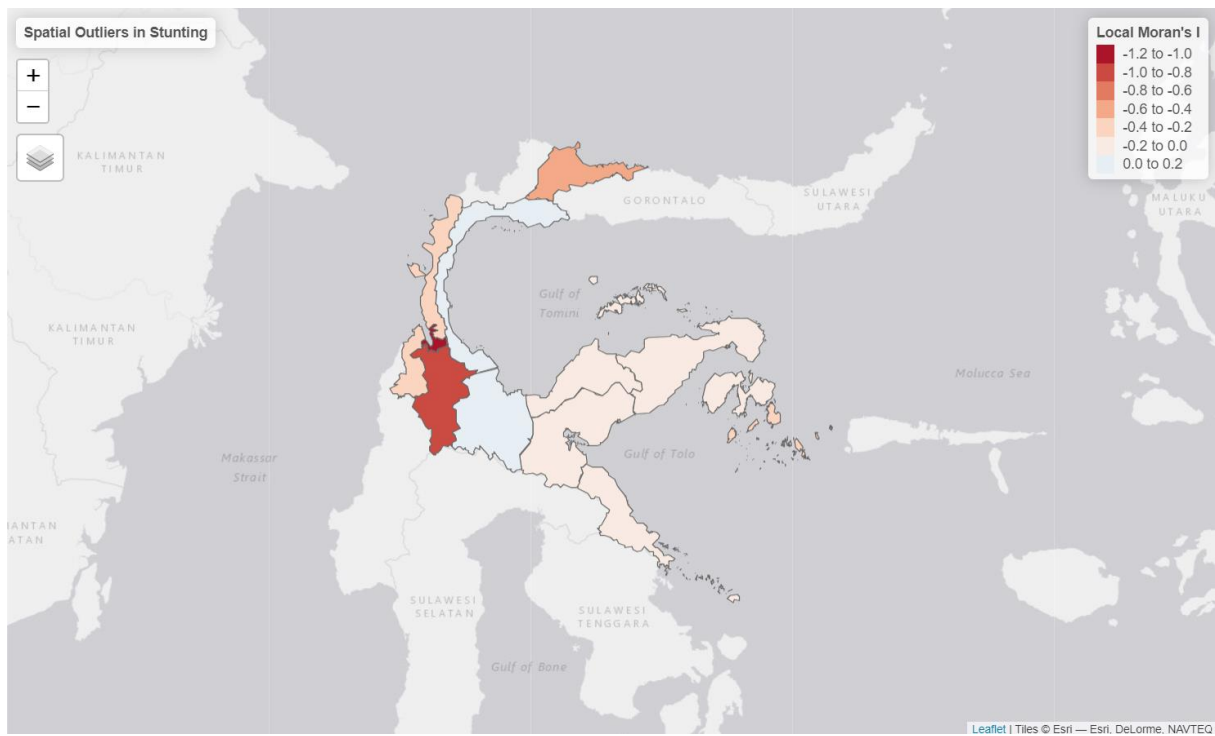 Spatial Outliers in Stunting
+
−
Local Moran's I
-1.2 to -1.0
-1.0 to -0.8
-0.8 to -0.6
-0.6 to -0.4
-0.4 to -0.2
-0.2 to 0.0
0.0 to 0.2
KALIMANTAN
TIMUR
GORONTALO
SULAWESI
UTARA
MALUKU
UTARA
Gulf of
Tomini
KALIMANTAN
TIMUR
Molucca Sea
Makassar
Strait
Gulf of Tolo
IMANTAN
ATAN
SULAWESI
SELATAN
SULAWESI
TENGGARA
Gulf of Bone
Leaflet | Tiles © Esri — Esri, DeLorme, NAVTEQ